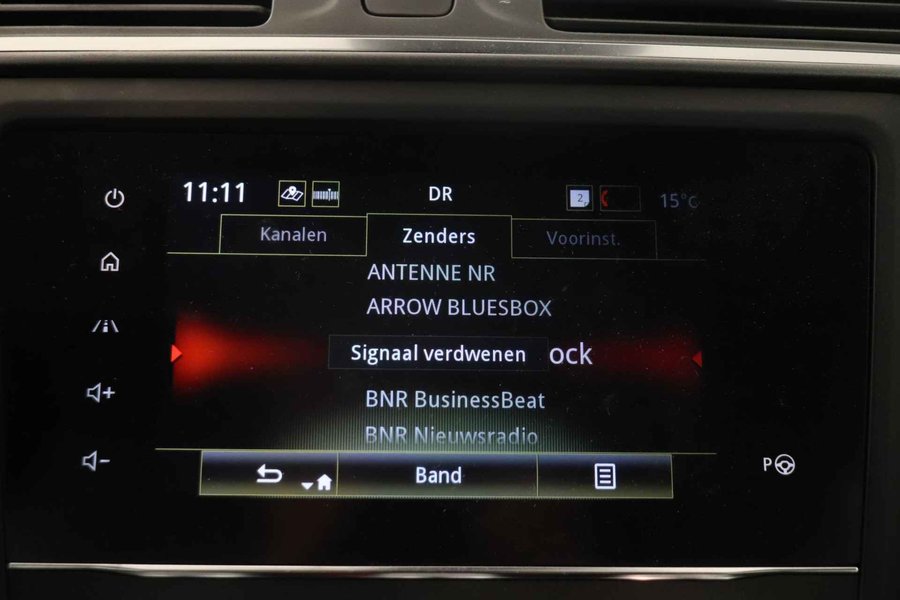 11:11 DR 2 15°C
Kanalen Zenders Voorinst.
ANTENNE NR
ARROW BLUESBOX
Signaal verdwenen ock
BNR BusinessBeat
BNR Nieuwsradio
Band
P